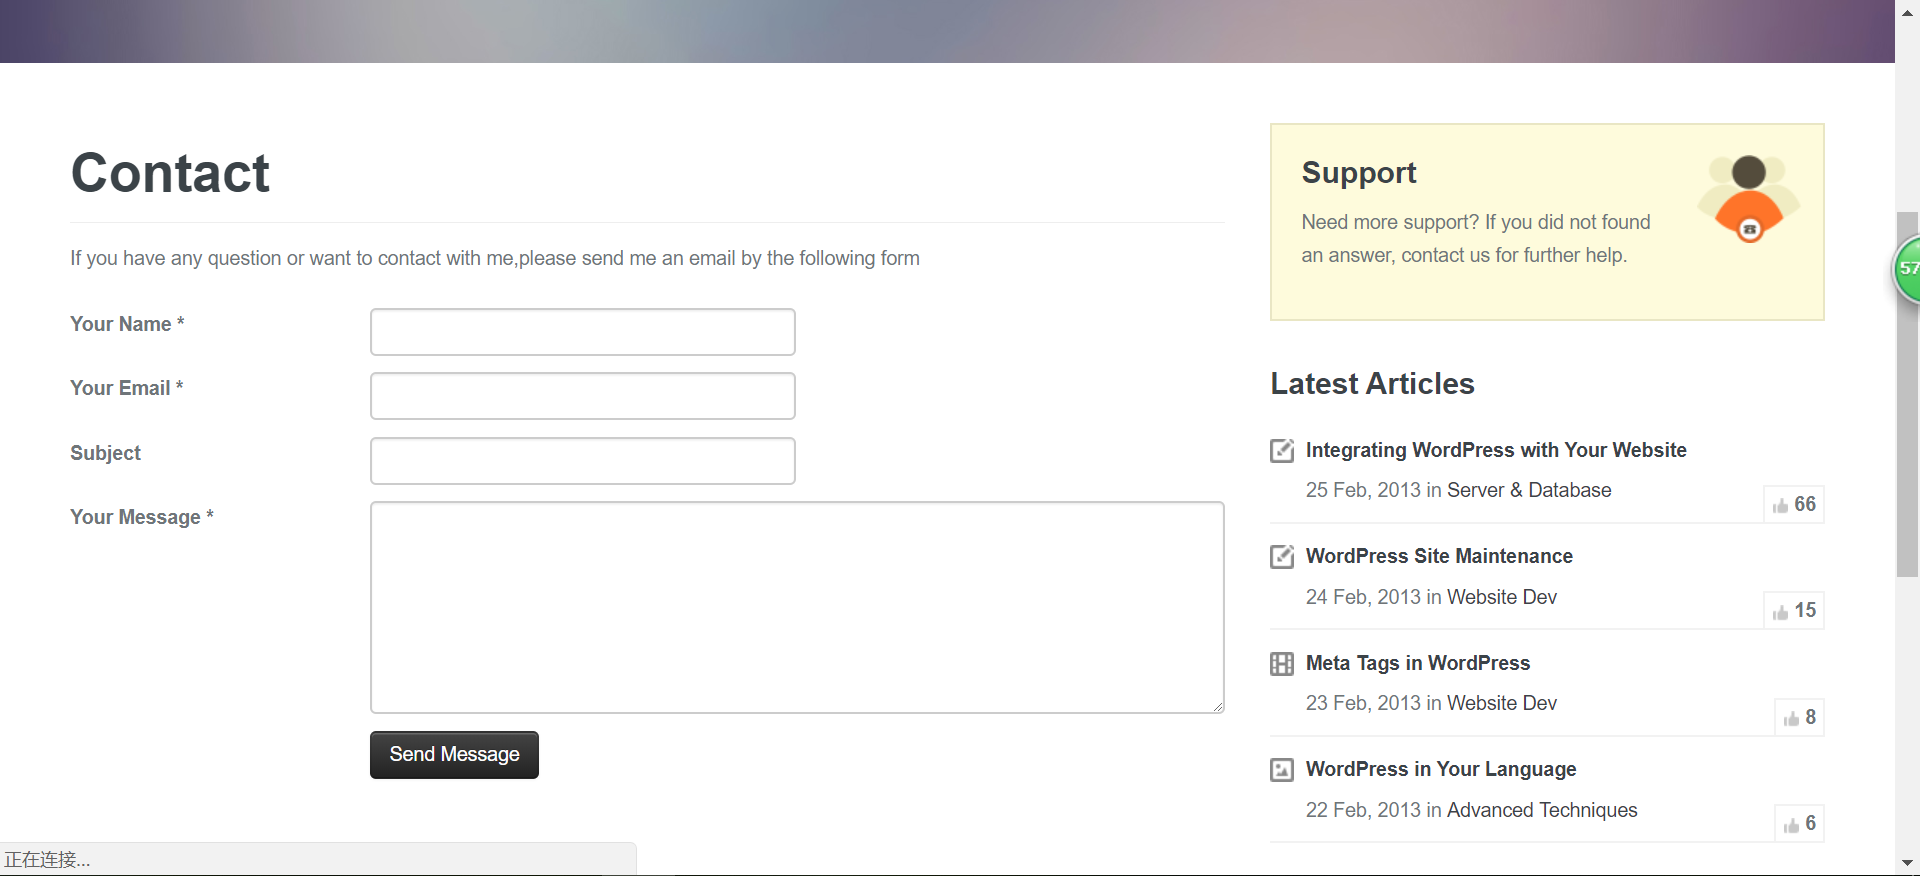 Contact
If you have any question or want to contact with me,please send me an email by the following form
Your Name *
Your Email *
Subject
Your Message *
Send Message
Support
Need more support? If you did not found
an answer, contact us for further help.
Latest Articles
Integrating WordPress with Your Website
25 Feb, 2013 in Server & Database
66
WordPress Site Maintenance
24 Feb, 2013 in Website Dev
15
Meta Tags in WordPress
23 Feb, 2013 in Website Dev
8
WordPress in Your Language
22 Feb, 2013 in Advanced Techniques
6
57
正在连接...